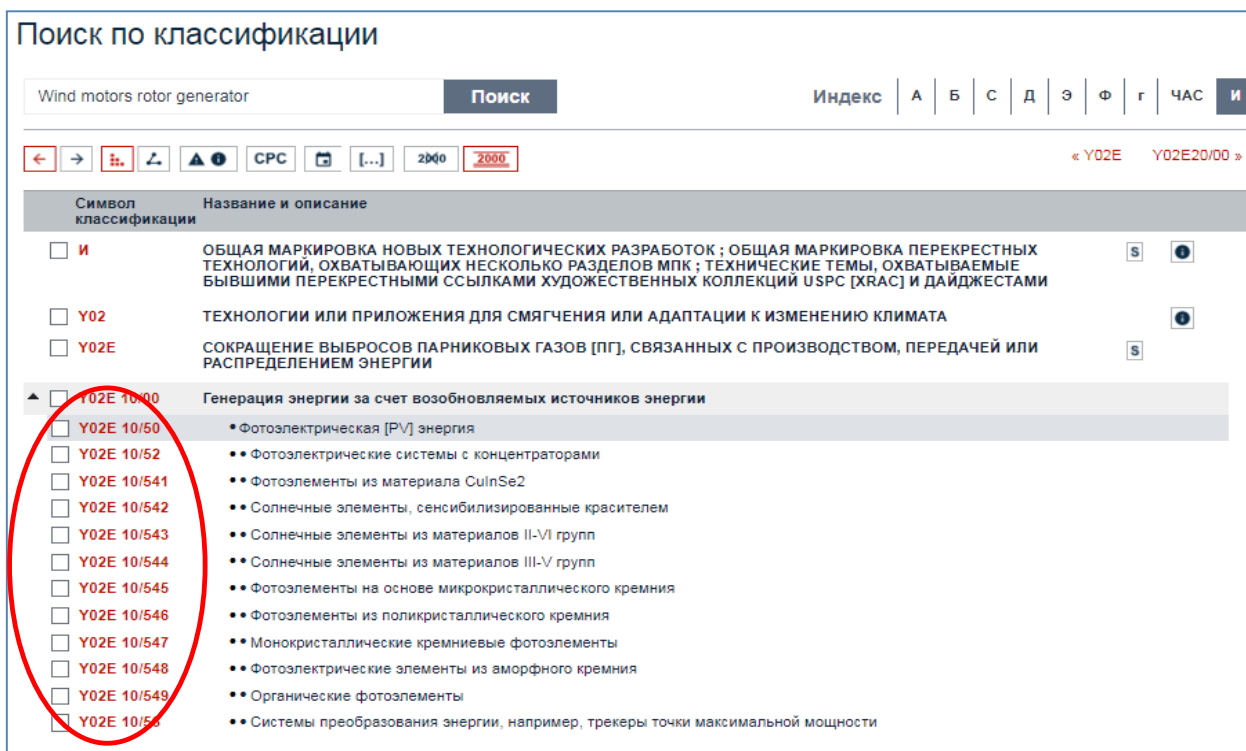 Поиск по классификации
Wind motors rotor generator Поиск Индекс А Б С Д Э Ф г ЧАС И
CPC [...] 2000 2000 « Y02E Y02E20/00 »
Символ классификации Название и описание
И ОБЩАЯ МАРКИРОВКА НОВЫХ ТЕХНОЛОГИЧЕСКИХ РАЗРАБОТОК ; ОБЩАЯ МАРКИРОВКА ПЕРЕКРЕСТНЫХ S
ТЕХНОЛОГИЙ, ОХВАТЫВАЮЩИХ НЕСКОЛЬКО РАЗДЕЛОВ МПК ; ТЕХНИЧЕСКИЕ ТЕМЫ, ОХВАТЫВАЕМЫЕ
БЫВШИМИ ПЕРЕКРЕСТНЫМИ ССЫЛКАМИ ХУДОЖЕСТВЕННЫХ КОЛЛЕКЦИЙ USPC [XRAC] И ДАЙДЖЕСТАМИ
Y02 ТЕХНОЛОГИИ ИЛИ ПРИЛОЖЕНИЯ ДЛЯ СМЯГЧЕНИЯ ИЛИ АДАПТАЦИИ К ИЗМЕНЕНИЮ КЛИМАТА
Y02E СОКРАЩЕНИЕ ВЫБРОСОВ ПАРНИКОВЫХ ГАЗОВ [ПГ], СВЯЗАННЫХ С ПРОИЗВОДСТВОМ, ПЕРЕДАЧЕЙ ИЛИ S
РАСПРЕДЕЛЕНИЕМ ЭНЕРГИИ
Y02E 10/00 Генерация энергии за счет возобновляемых источников энергии
Y02E 10/50 • Фотоэлектрическая [PV] энергия
Y02E 10/52 •• Фотоэлектрические системы с концентраторами
Y02E 10/541 •• Фотоэлементы из материала CuInSe2
Y02E 10/542 •• Солнечные элементы, сенсибилизированные красителем
Y02E 10/543 •• Солнечные элементы из материалов II-VI групп
Y02E 10/544 •• Солнечные элементы из материалов III-V групп
Y02E 10/545 •• Фотоэлементы на основе микрокристаллического кремния
Y02E 10/546 •• Фотоэлементы из поликристаллического кремния
Y02E 10/547 •• Монокристаллические кремниевые фотоэлементы
Y02E 10/548 •• Фотоэлектрические элементы из аморфного кремния
Y02E 10/549 •• Органические фотоэлементы
Y02E 10/56 •• Системы преобразования энергии, например, трекеры точки максимальной мощности